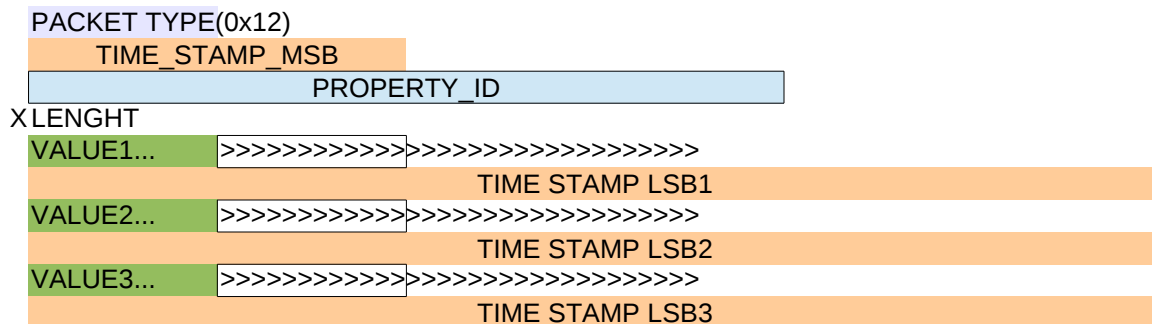 PACKET TYPE(0x12)
TIME_STAMP_MSB
PROPERTY_ID
X LENGHT
VALUE1... >>>>>>>>>>>>>>>>>>>>>>>>>>>>>>>
TIME STAMP LSB1
VALUE2... >>>>>>>>>>>>>>>>>>>>>>>>>>>>>>>
TIME STAMP LSB2
VALUE3... >>>>>>>>>>>>>>>>>>>>>>>>>>>>>>>
TIME STAMP LSB3